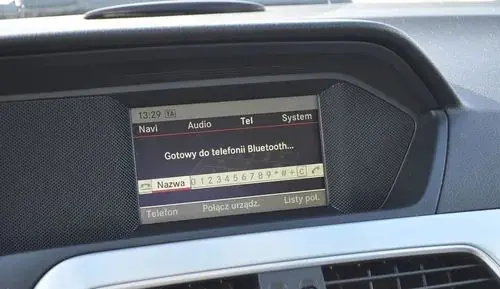 13:29 TA
Navi Audio Tel System
Gotowy do telefonii Bluetooth...
Nazwa 0 1 2 3 4 5 6 7 8 9 * # + C
Telefon Połącz urządz. Listy poł.